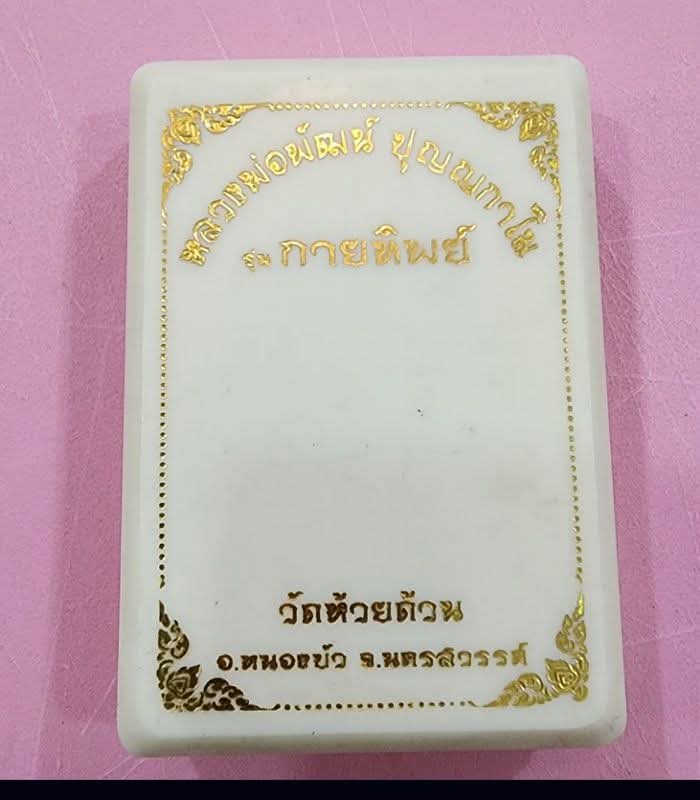 หลวงพ่อพัฒน์ ปุญญกาโม
รุ่น กายทิพย์
วัดห้วยด้วน
อ.หนองบัว จ.นครสวรรค์